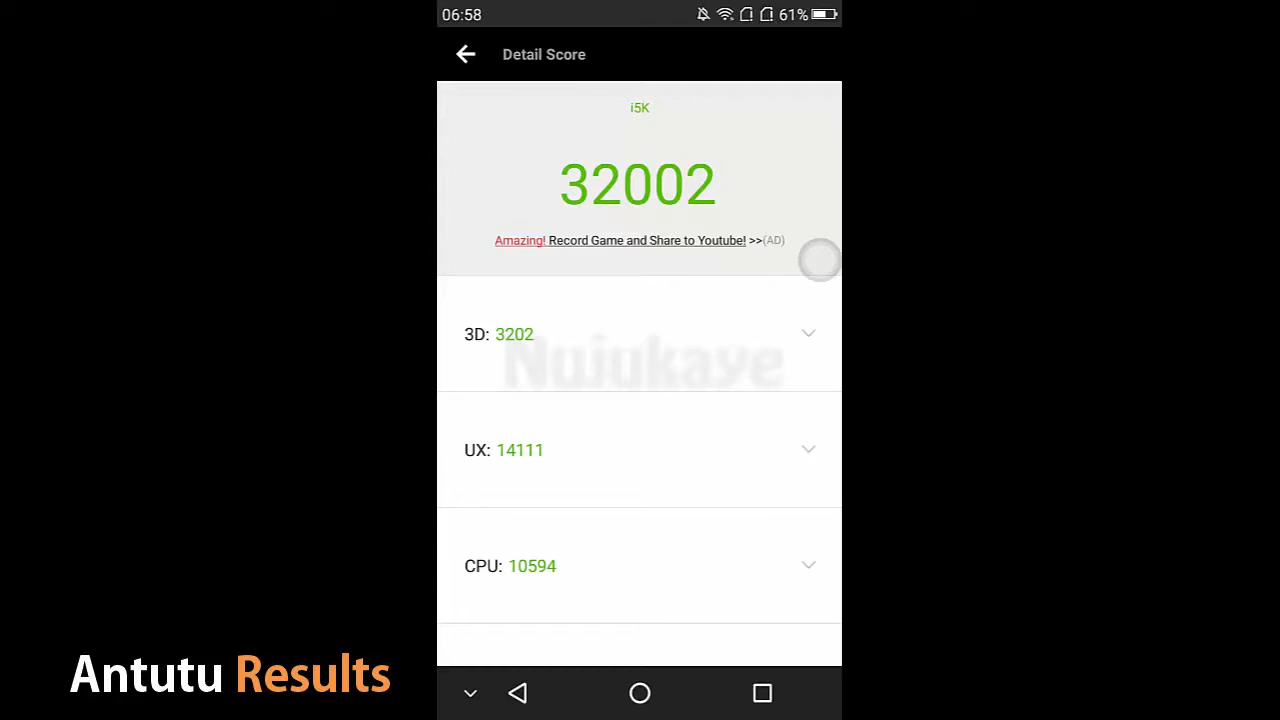 06:58
61%
Detail Score
i5K
32002
Amazing! Record Game and Share to Youtube! >>(AD)
3D: 3202
Nujukaye
UX: 14111
CPU: 10594
Antutu Results